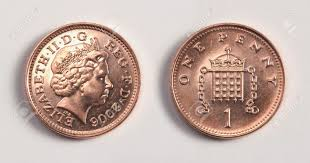 ELIZABETH·II·D·G REG·F·D·2006
ONE PENNY
1